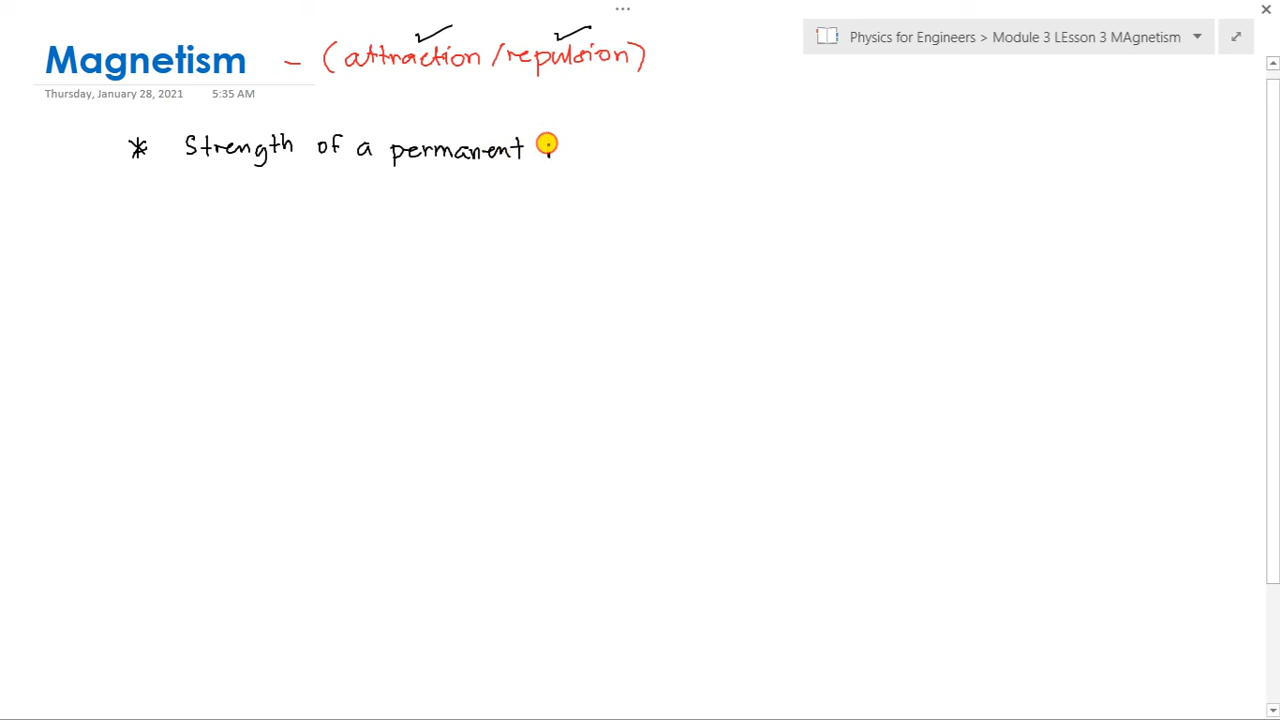 Magnetism - (attraction/repulsion)
Physics for Engineers > Module 3 LEsson 3 MAgnetism
Thursday, January 28, 2021 5:35 AM
* Strength of a permanent